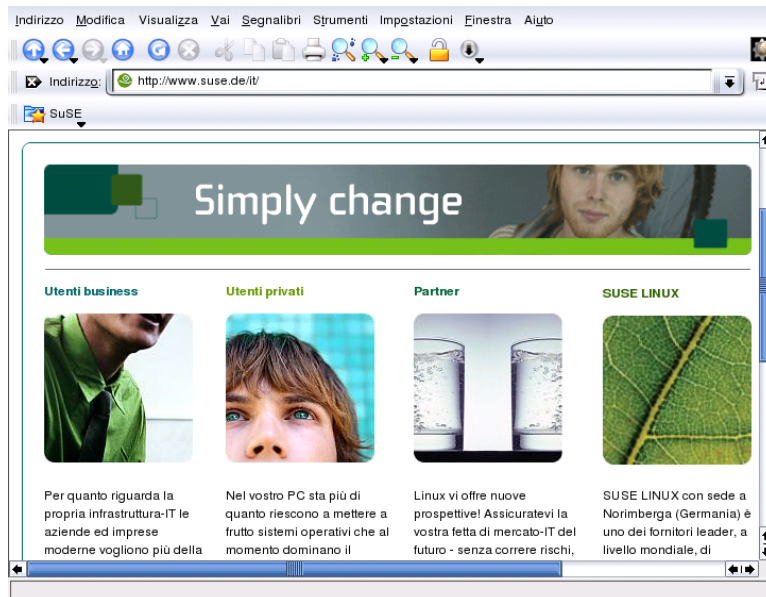 Indirizzo Modifica Visualizza Vai Segnalibri Strumenti Impostazioni Finestra Aiuto
Indirizzo: http://www.suse.de/it/
SuSE
Simply change
Utenti business
Utenti privati
Partner
SUSE LINUX
Per quanto riguarda la
propria infrastruttura-IT le
aziende ed imprese
moderne vogliono più della
Nel vostro PC sta più di
quanto riescono a mettere a
frutto sistemi operativi che al
momento dominano il
Linux vi offre nuove
prospettive! Assicuratevi la
vostra fetta di mercato-IT del
futuro - senza correre rischi,
SUSE LINUX con sede a
Norimberga (Germania) è
uno dei fornitori leader, a
livello mondiale, di